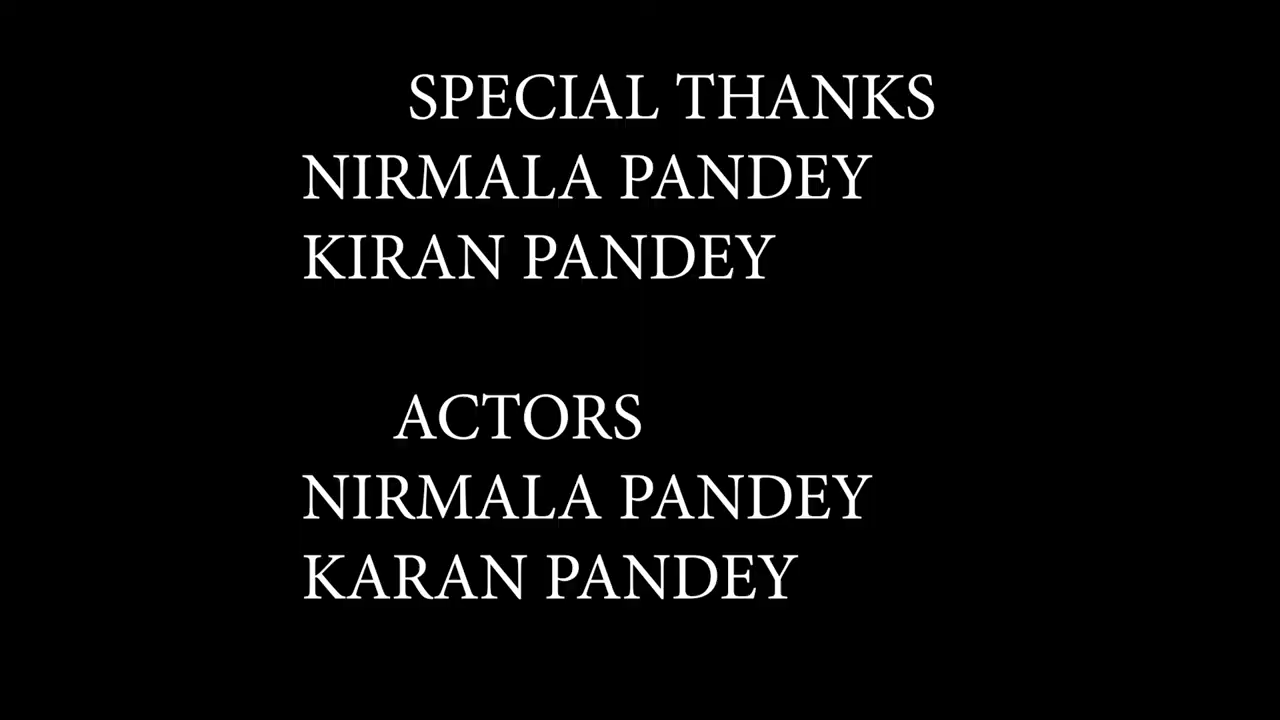 SPECIAL THANKS
NIRMALA PANDEY
KIRAN PANDEY
ACTORS
NIRMALA PANDEY
KARAN PANDEY